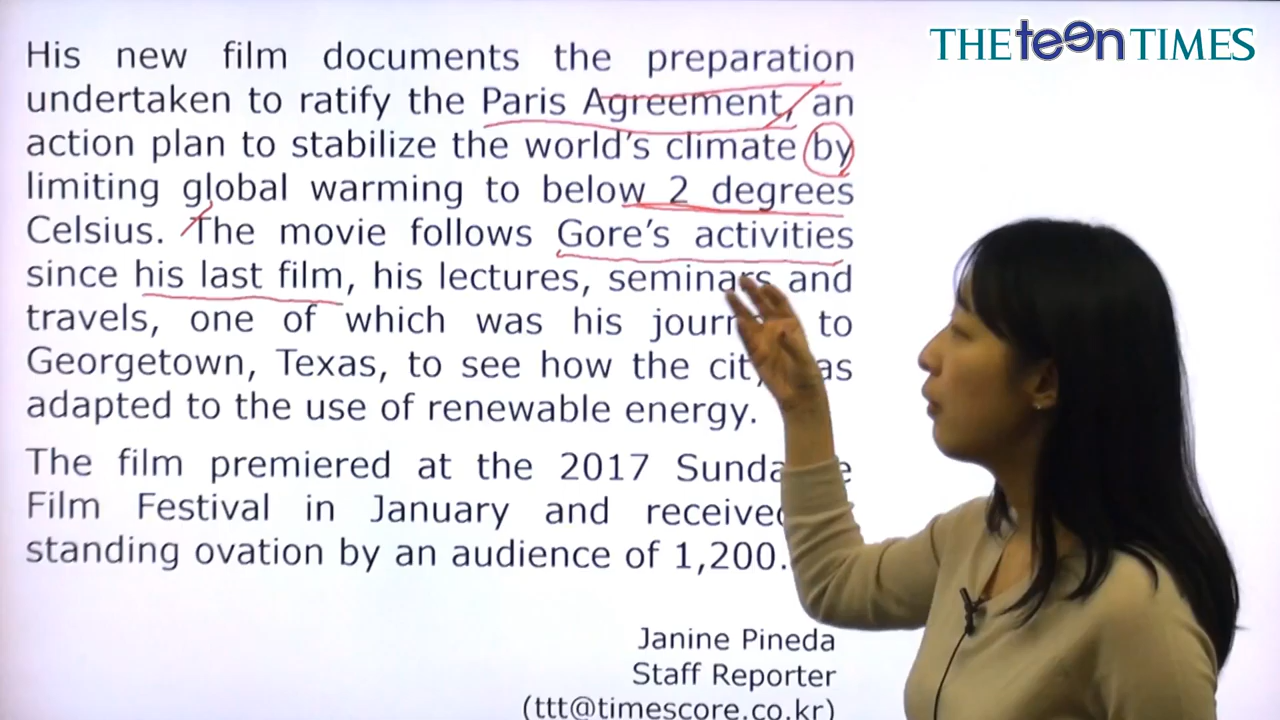 THE teen TIMES
His new film documents the preparation
undertaken to ratify the Paris Agreement, an
action plan to stabilize the world's climate by
limiting global warming to below 2 degrees
Celsius. The movie follows Gore's activities
since his last film, his lectures, seminars and
travels, one of which was his to
Georgetown, Texas, to see how the
adapted to the use of renewable energy.
The film premiered at the 2017
Film Festival in January and
standing ovation by an audience of 1,200.
Janine Pineda
Staff Reporter
(ttt@timescore.co.kr)